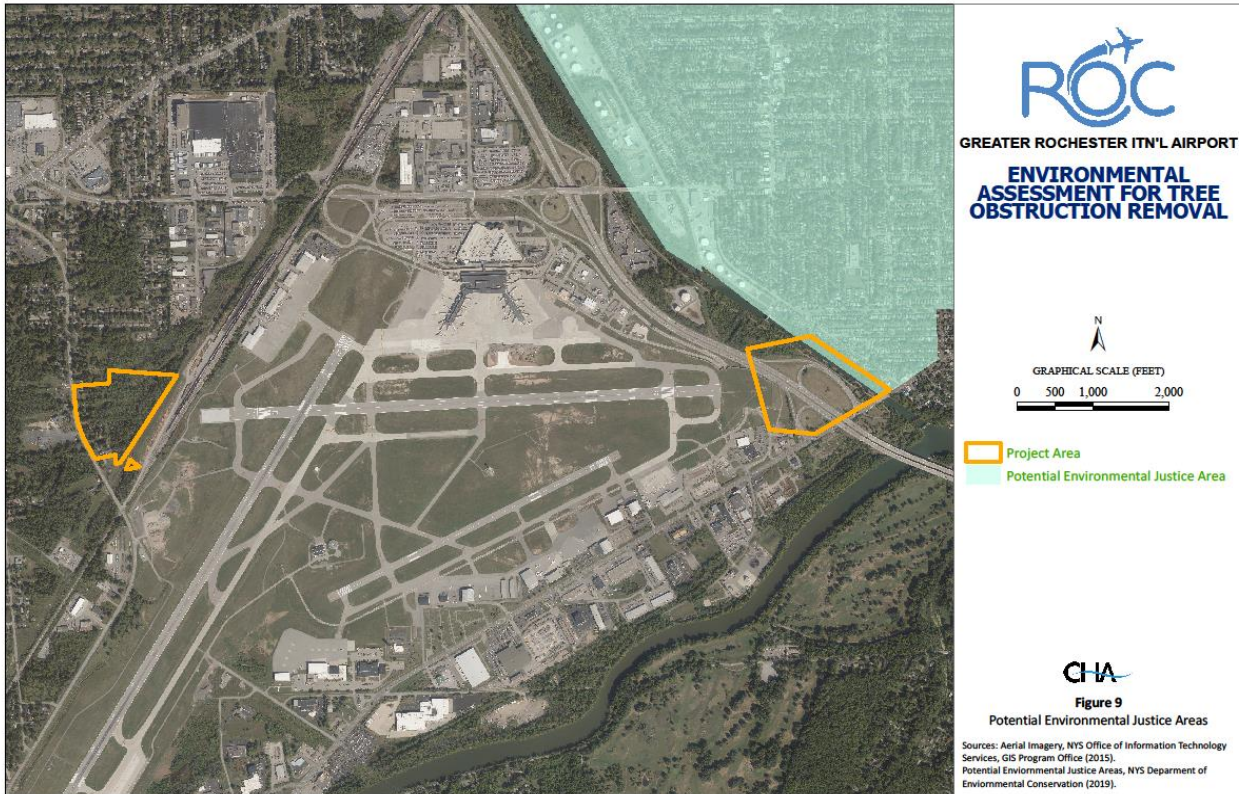 ROC
GREATER ROCHESTER ITN'L AIRPORT
ENVIRONMENTAL
ASSESSMENT FOR TREE
OBSTRUCTION REMOVAL
N
GRAPHICAL SCALE (FEET)
0 500 1,000 2,000
Project Area
Potential Environmental Justice Area
CHA
Figure 9
Potential Environmental Justice Areas
Sources: Aerial Imagery, NYS Office of Information Technology
Services, GIS Program Office (2015).
Potential Enviornmental Justice Areas, NYS Deparment of
Enviornmental Conservation (2019).